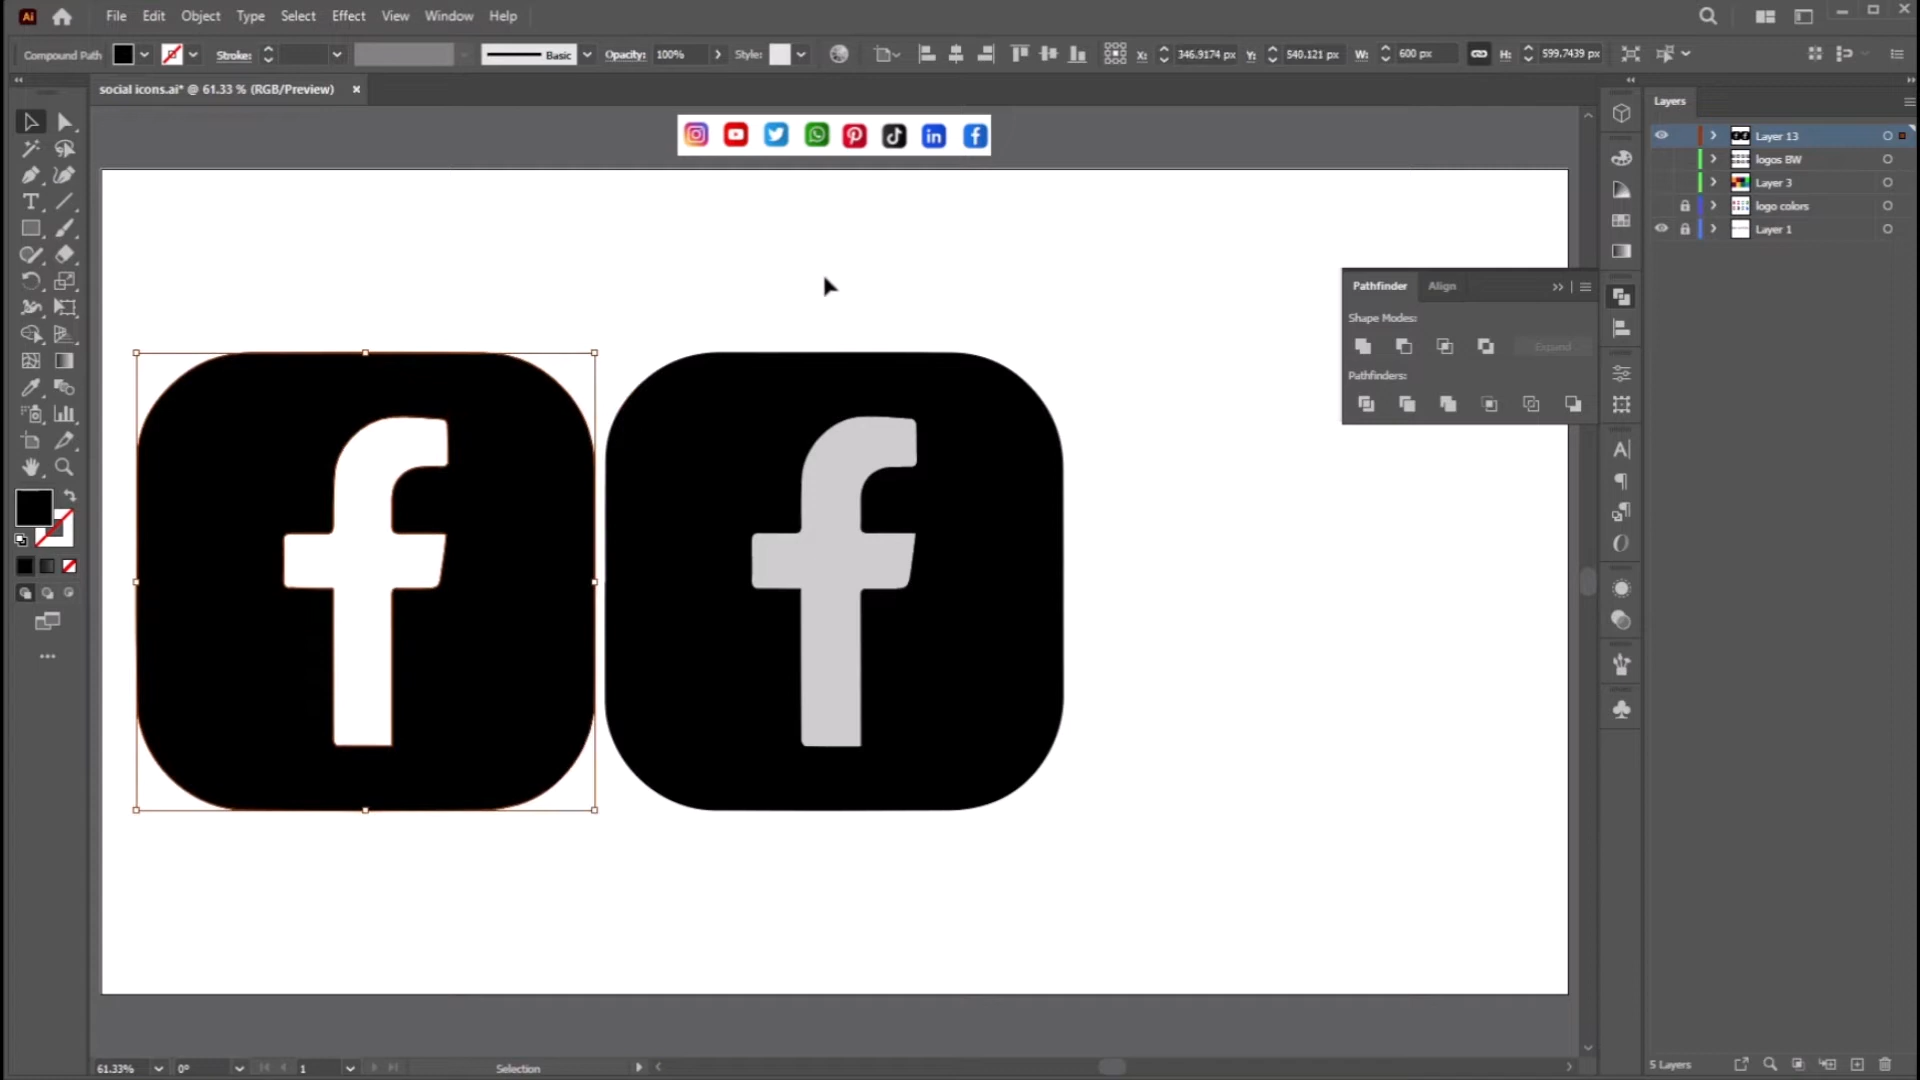 Ai File Edit Object Type Select Effect View Window Help
Compound Path Stroke: Basic Opacity: 100% Style: X: 346.9174 px Y: 540.121 px W: 600 px H: 599.7439 px
social icons.ai* @ 61.33 % (RGB/Preview) ×
Layers
Layer 13
logos BW
Layer 3
logo colors
Layer 1
Pathfinder Align
Shape Modes:
Expand
Pathfinders:
61.33% 0° 1 Selection
5 Layers